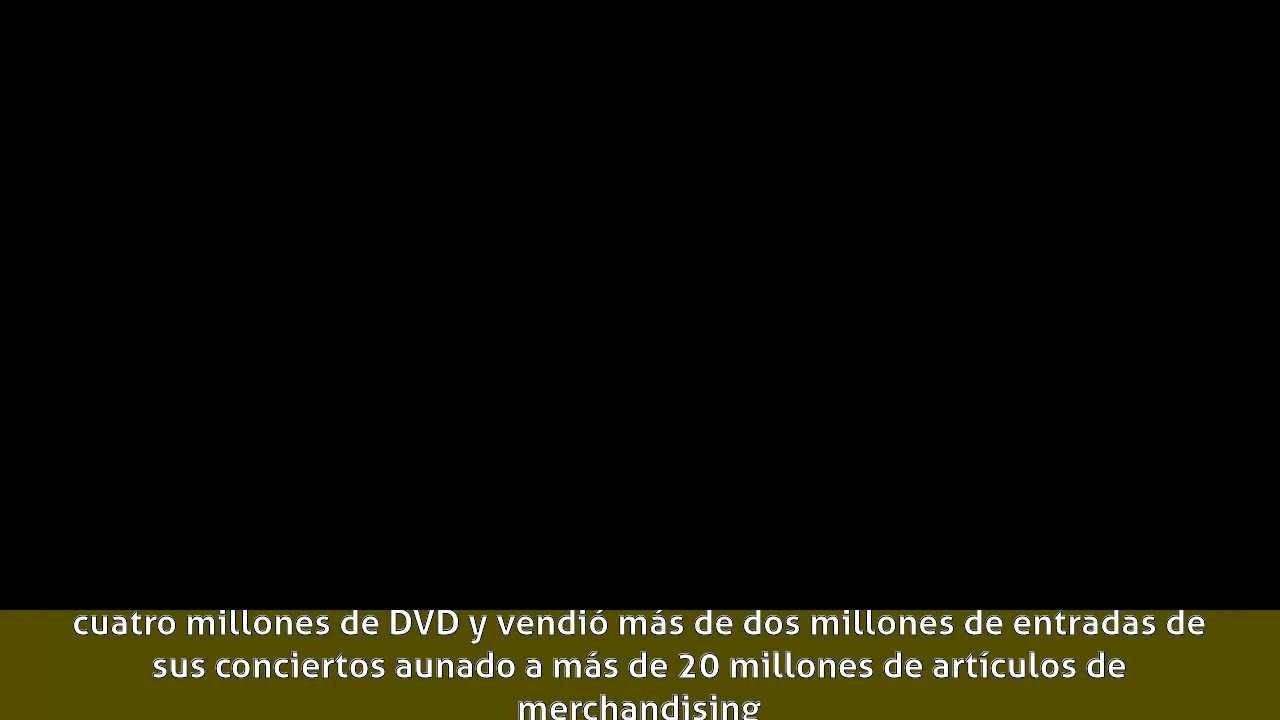 cuatro millones de DVD y vendió más de dos millones de entradas de
sus conciertos aunado a más de 20 millones de artículos de
merchandising